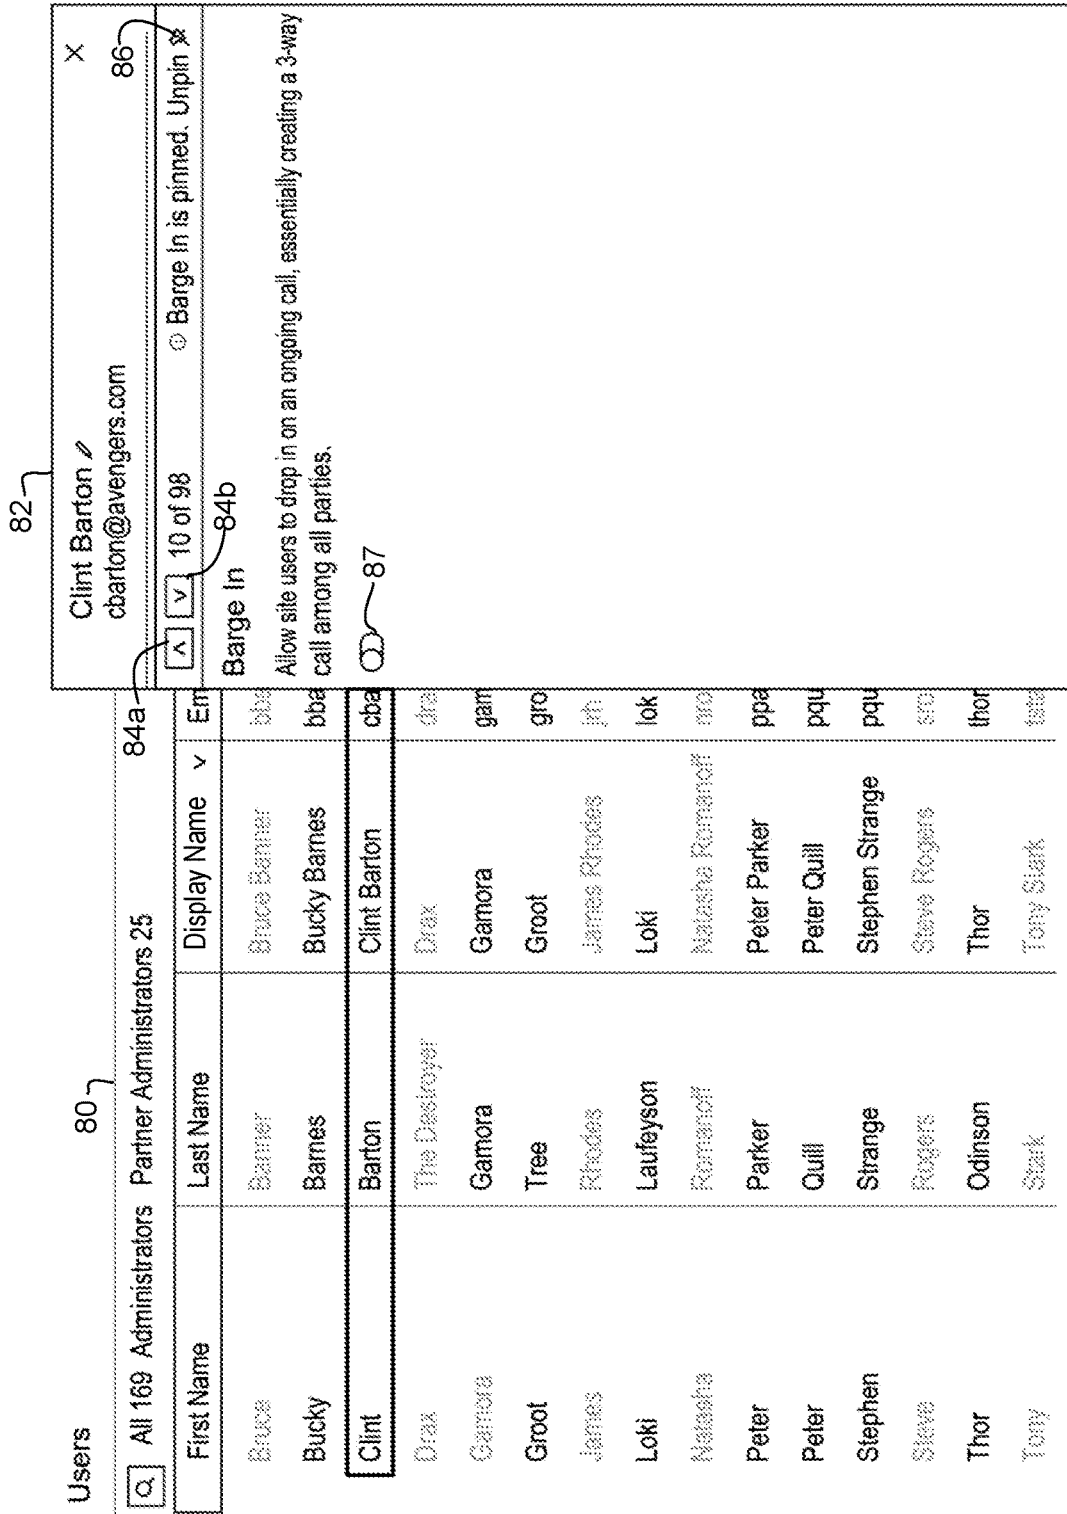 82
80
Users
Clint Barton
X
cbarton@avengers.com
86
All 169 Administrators Partner Administrators 25
84a
10 of 98
Barge In is pinned. Unpin
84b
First Name Last Name Display Name Em
Barge In
Allow site users to drop in on an ongoing call, essentially creating a 3-way
call among all parties.
87
Bruce Banner Bruce Banner bba
Bucky Barnes Bucky Barnes bba
Clint Barton Clint Barton cba
Drax The Destroyer Drax dra
Gamora Gamora Gamora gam
Groot Tree Groot gro
James Rhodes James Rhodes jrh
Loki Laufeyson Loki lok
Natasha Romanoff Natasha Romanoff nro
Peter Parker Peter Parker ppa
Peter Quill Peter Quill pqu
Stephen Strange Stephen Strange pqu
Steve Rogers Steve Rogers sro
Thor Odinson Thor thor
Tony Stark Tony Stark